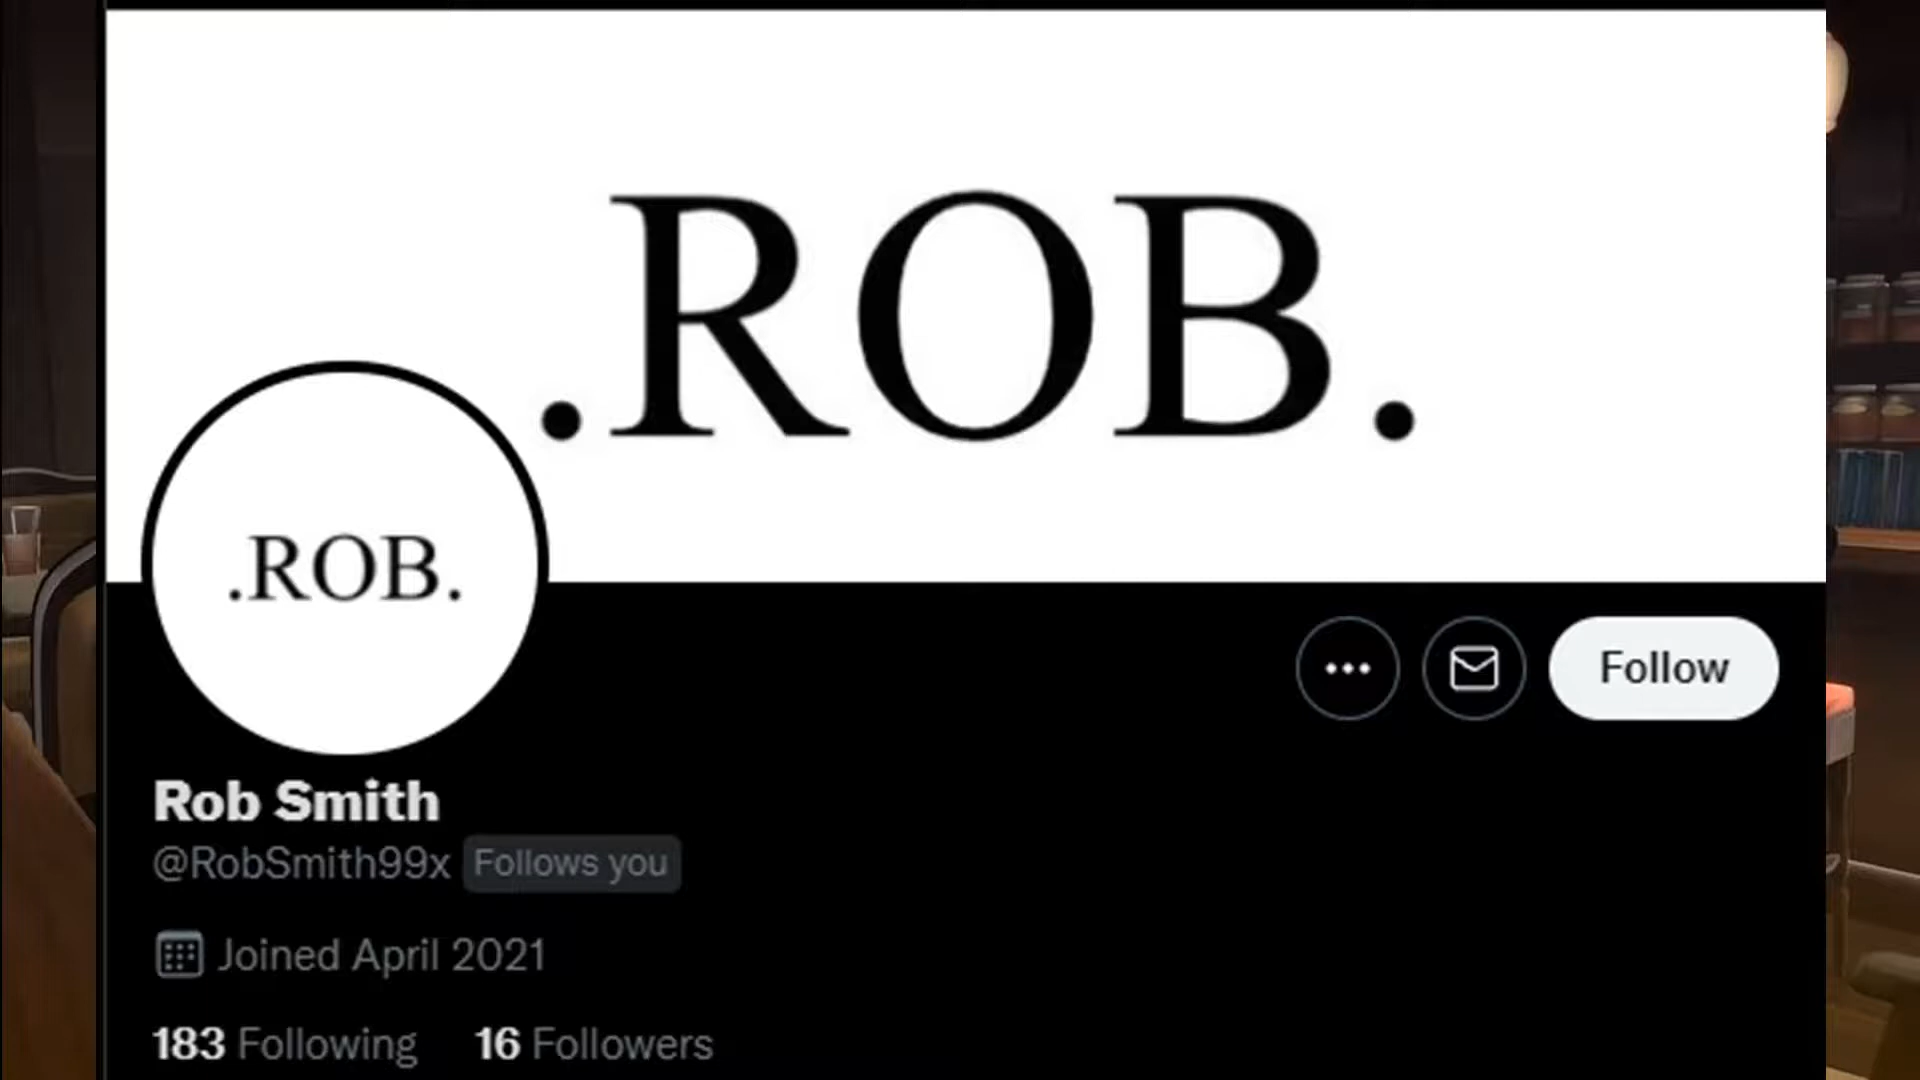 .ROB.
.ROB.
Follow
Rob Smith
@RobSmith99x Follows you
Joined April 2021
183 Following 16 Followers